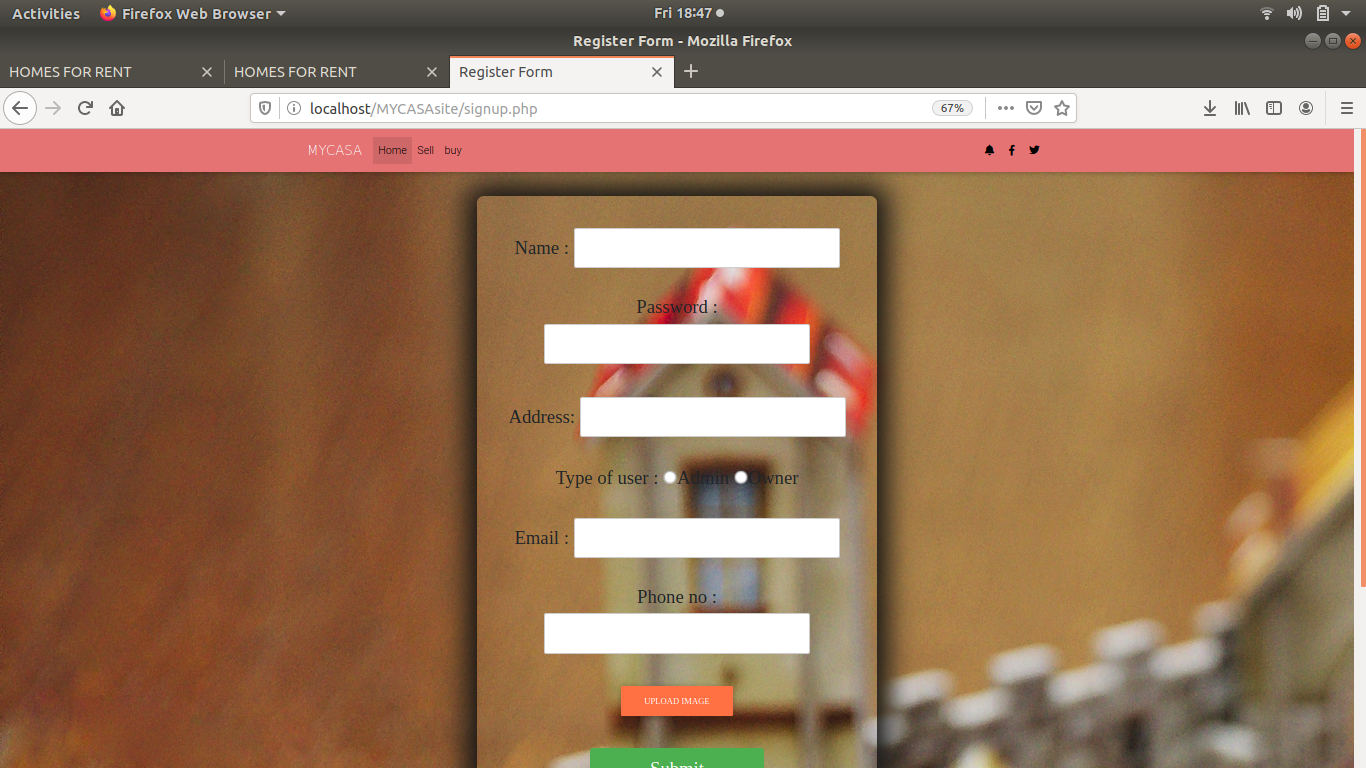 Activities Firefox Web Browser Fri 18:47
Register Form - Mozilla Firefox
HOMES FOR RENT HOMES FOR RENT Register Form
localhost/MYCASAsite/signup.php 67%
MYCASA Home Sell buy
Name :
Password :
Address:
Type of user : Admin Owner
Email :
Phone no :
UPLOAD IMAGE
Submit